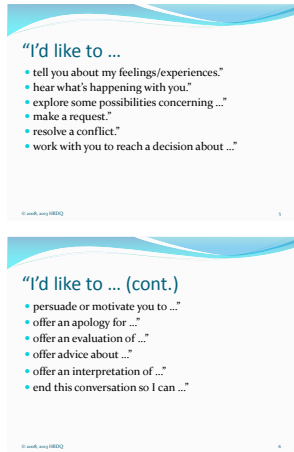 “I’d like to …
• tell you about my feelings/experiences.”
• hear what’s happening with you.”
• explore some possibilities concerning …”
• make a request.”
• resolve a conflict.”
• work with you to reach a decision about …”
© 2008, 2013 HRDQ 5
“I’d like to … (cont.)
• persuade or motivate you to …”
• offer an apology for …”
• offer an evaluation of …”
• offer advice about …”
• offer an interpretation of …”
• end this conversation so I can …”
© 2008, 2013 HRDQ 6